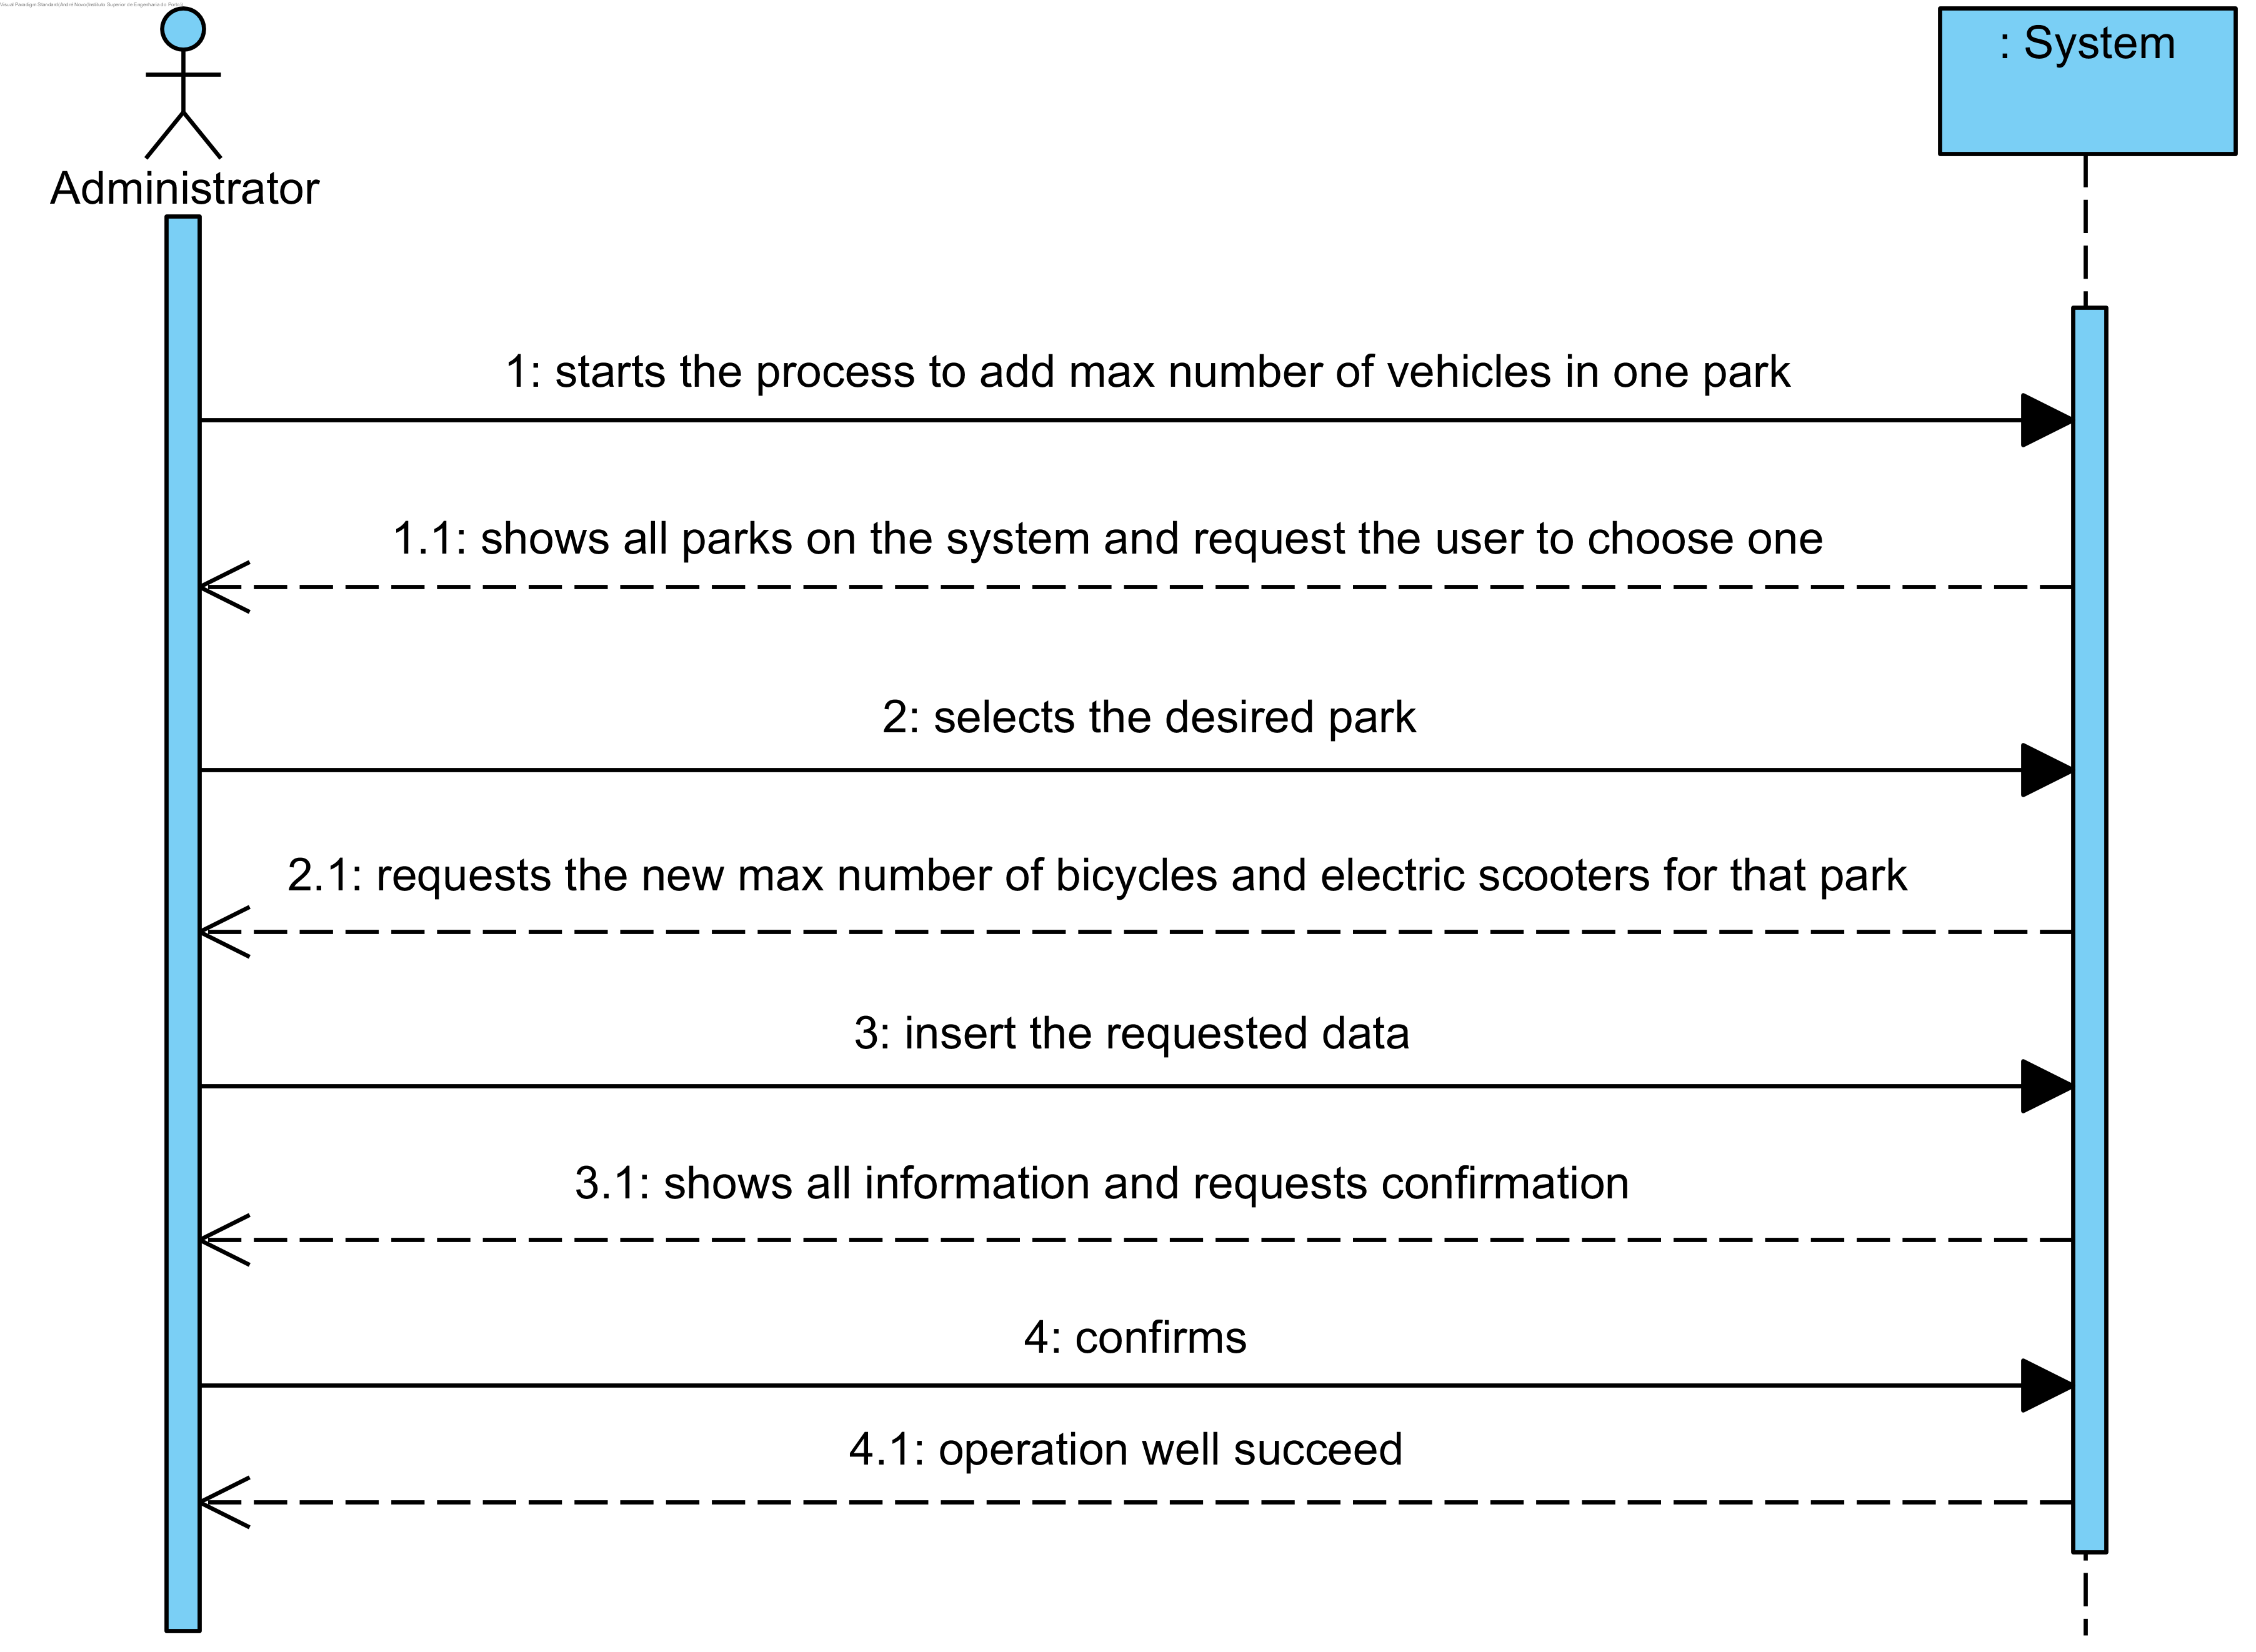 Visual Paradigm Standard(André Novo(Instituto Superior de Engenharia do Porto))
: System
Administrator
1: starts the process to add max number of vehicles in one park
1.1: shows all parks on the system and request the user to choose one
2: selects the desired park
2.1: requests the new max number of bicycles and electric scooters for that park
3: insert the requested data
3.1: shows all information and requests confirmation
4: confirms
4.1: operation well succeed